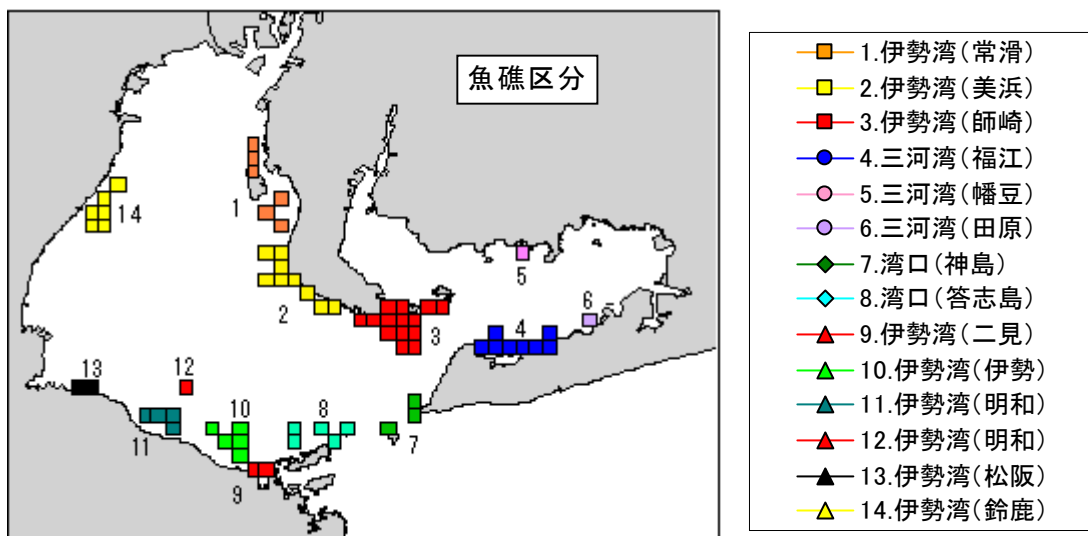 魚礁区分
1
14
2
3
5
6
4
13
12
11
10
8
7
9
1.伊勢湾(常滑)
2.伊勢湾(美浜)
3.伊勢湾(師崎)
4.三河湾(福江)
5.三河湾(幡豆)
6.三河湾(田原)
7.湾口(神島)
8.湾口(答志島)
9.伊勢湾(二見)
10.伊勢湾(伊勢)
11.伊勢湾(明和)
12.伊勢湾(明和)
13.伊勢湾(松阪)
14.伊勢湾(鈴鹿)